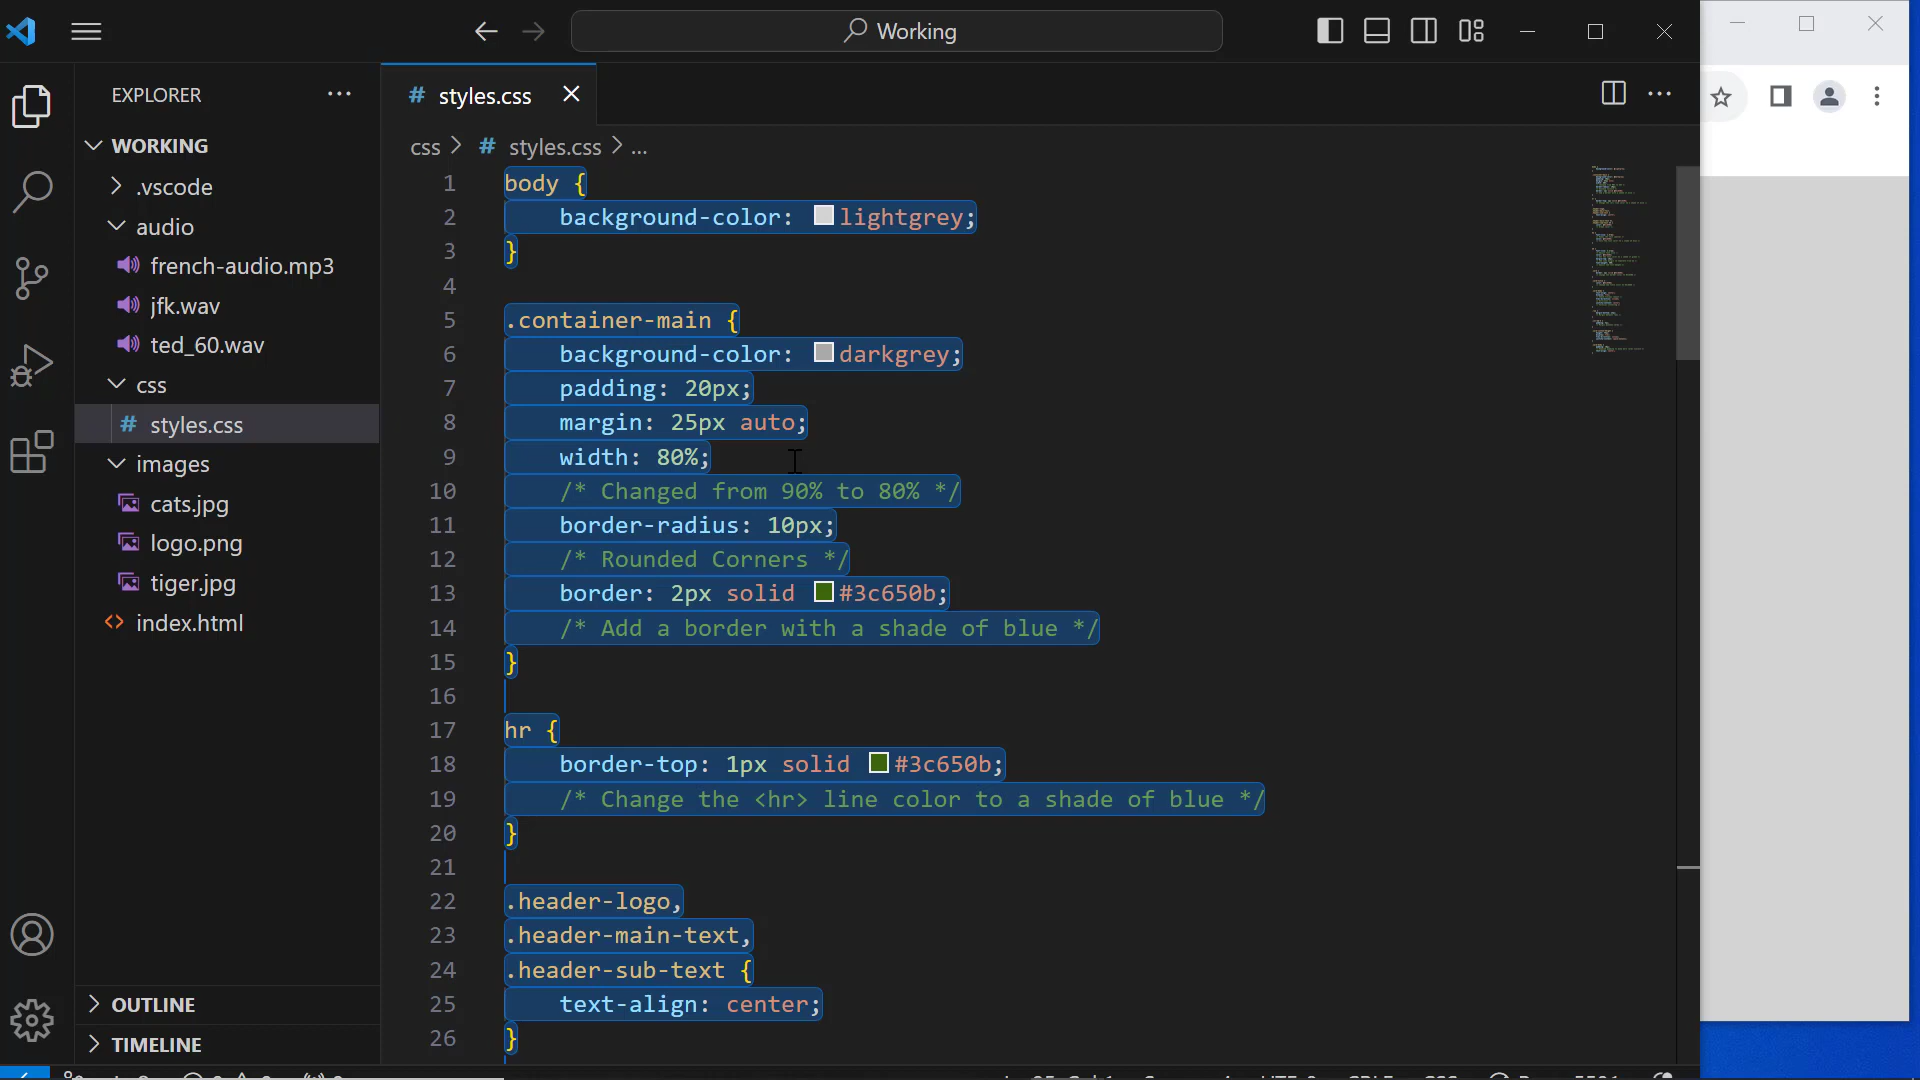 Working
EXPLORER
WORKING
.vscode
audio
french-audio.mp3
jfk.wav
ted_60.wav
css
# styles.css
images
cats.jpg
logo.png
tiger.jpg
<> index.html
OUTLINE
TIMELINE
# styles.css
css > # styles.css > ...
1 body {
2 background-color: lightgrey;
3 }
4
5 .container-main {
6 background-color: darkgrey;
7 padding: 20px;
8 margin: 25px auto;
9 width: 80%;
10 /* Changed from 90% to 80% */
11 border-radius: 10px;
12 /* Rounded Corners */
13 border: 2px solid #3c650b;
14 /* Add a border with a shade of blue */
15 }
16
17 hr {
18 border-top: 1px solid #3c650b;
19 /* Change the <hr> line color to a shade of blue */
20 }
21
22 .header-logo,
23 .header-main-text,
24 .header-sub-text {
25 text-align: center;
26 }